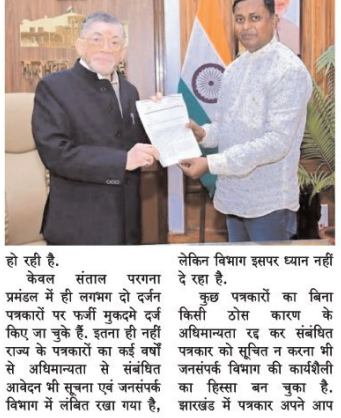 हो रही है.
केवल संताल परगना
प्रमंडल में ही लगभग दो दर्जन
पत्रकारों पर फर्जी मुकदमे दर्ज
किए जा चुके हैं. इतना ही नहीं
राज्य के पत्रकारों का कई वर्षों
से अधिमान्यता से संबंधित
आवेदन भी सूचना एवं जनसंपर्क
विभाग में लंबित रखा गया है,
लेकिन विभाग इसपर ध्यान नहीं
दे रहा है.
कुछ पत्रकारों का बिना
किसी ठोस कारण के
अधिमान्यता रद्द कर संबंधित
पत्रकार को सूचित न करना भी
जनसंपर्क विभाग की कार्यशैली
का हिस्सा बन चुका है.
झारखंड में पत्रकार अपने आप